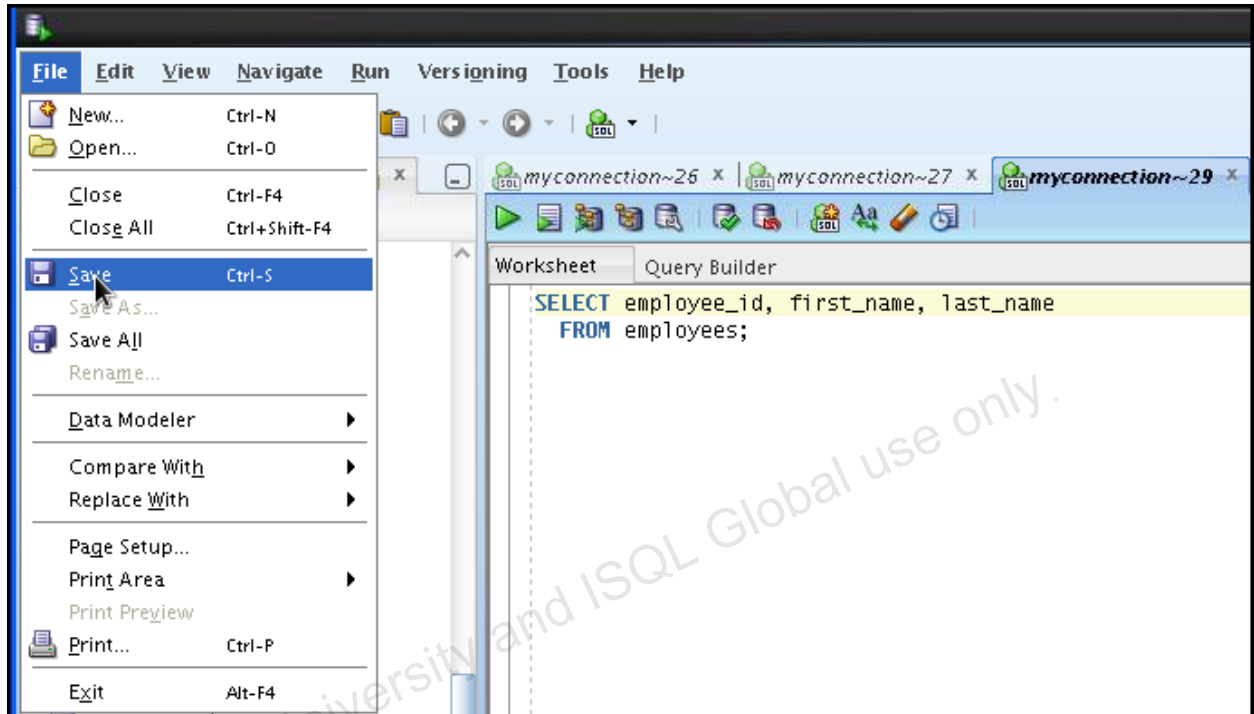 File Edit View Navigate Run Versioning Tools Help
New... Ctrl-N
Open... Ctrl-O
Close Ctrl-F4
Close All Ctrl+Shift-F4
Save Ctrl-S
Save As...
Save All
Rename...
Data Modeler
Compare With
Replace With
Page Setup...
Print Area
Print Preview
Print... Ctrl-P
Exit Alt-F4
SQL
myconnection~26 myconnection~27 myconnection~29
Worksheet Query Builder
SELECT employee_id, first_name, last_name
FROM employees;
and ISQL Global use only.